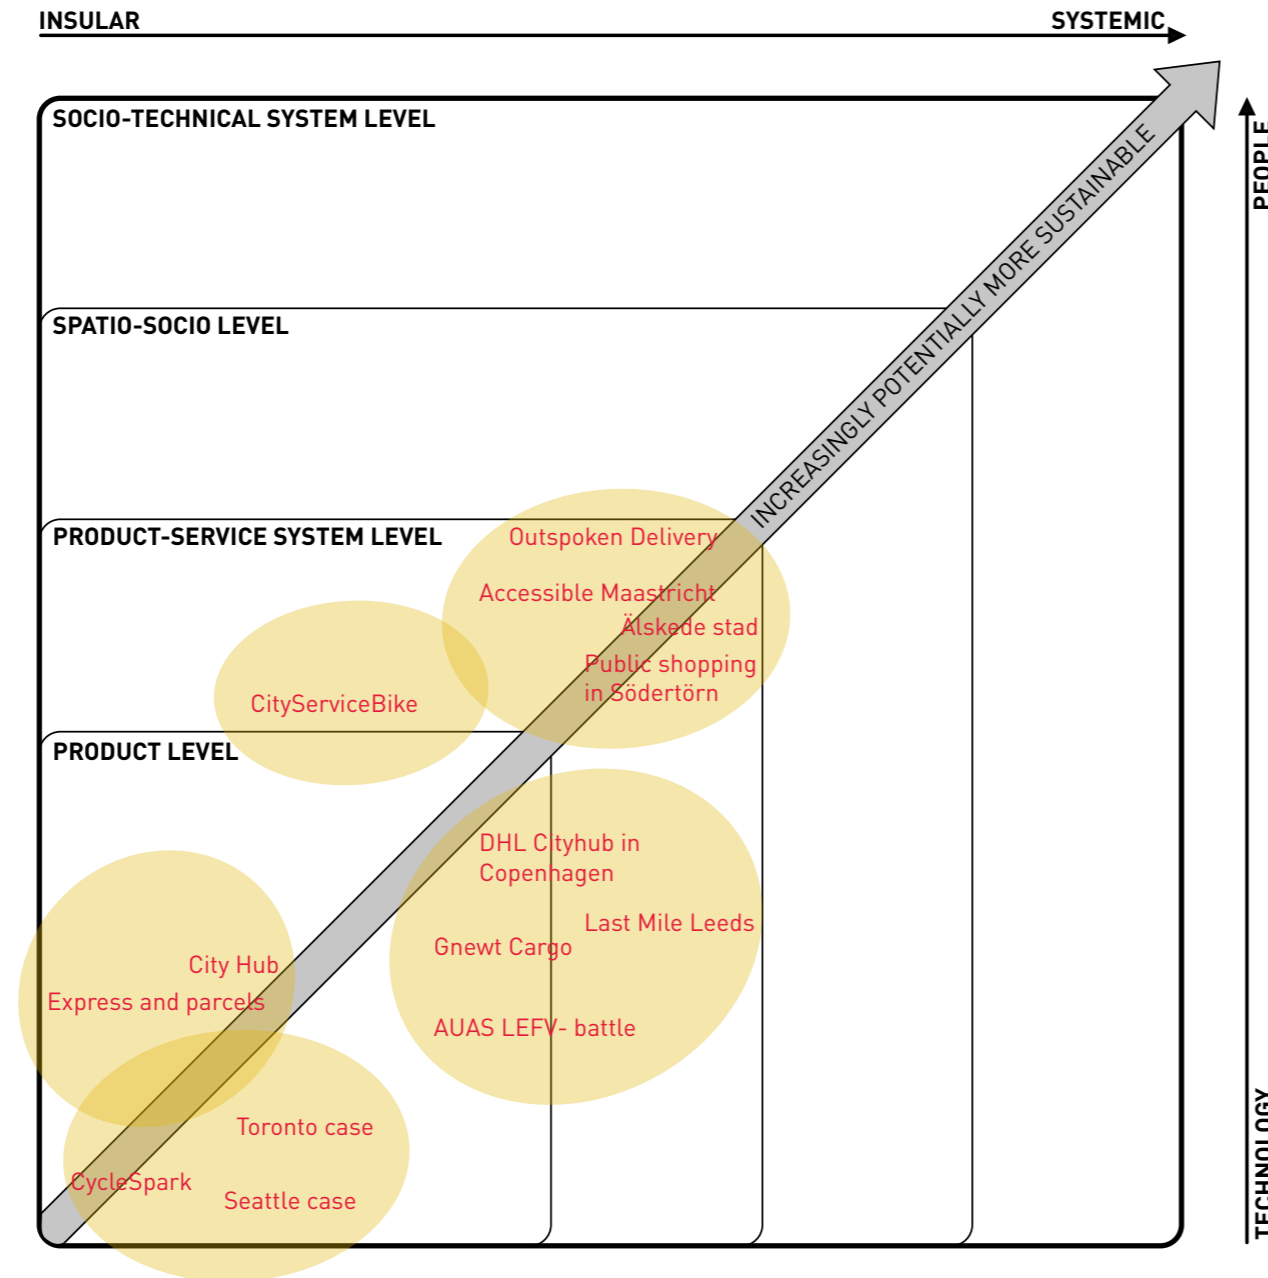 INSULAR
SYSTEMIC
SOCIO-TECHNICAL SYSTEM LEVEL
PEOPLE
INCREASINGLY POTENTIALLY MORE SUSTAINABLE
SPATIO-SOCIO LEVEL
PRODUCT-SERVICE SYSTEM LEVEL
Outspoken Delivery
Accessible Maastricht
Älskede stad
Public shopping
in Södertörn
CityServiceBike
PRODUCT LEVEL
DHL Cityhub in
Copenhagen
Last Mile Leeds
Gnewt Cargo
City Hub
Express and parcels
AUAS LEFV- battle
Toronto case
CycleSpark
Seattle case
TECHNOLOGY